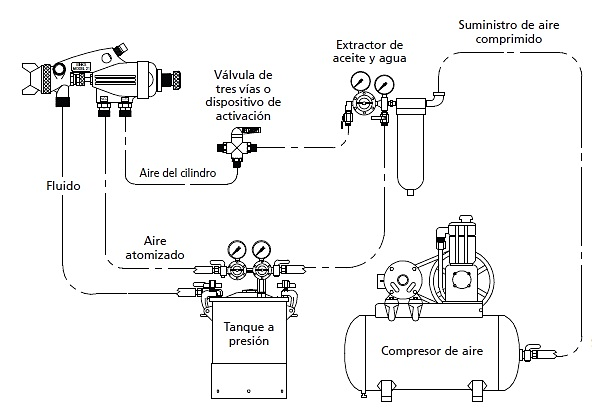 Suministro de aire
comprimido
Extractor de
aceite y agua
Válvula de
tres vías o
dispositivo de
activación
Aire del cilindro
Fluido
Aire
atomizado
Tanque a
presión
Compresor de aire